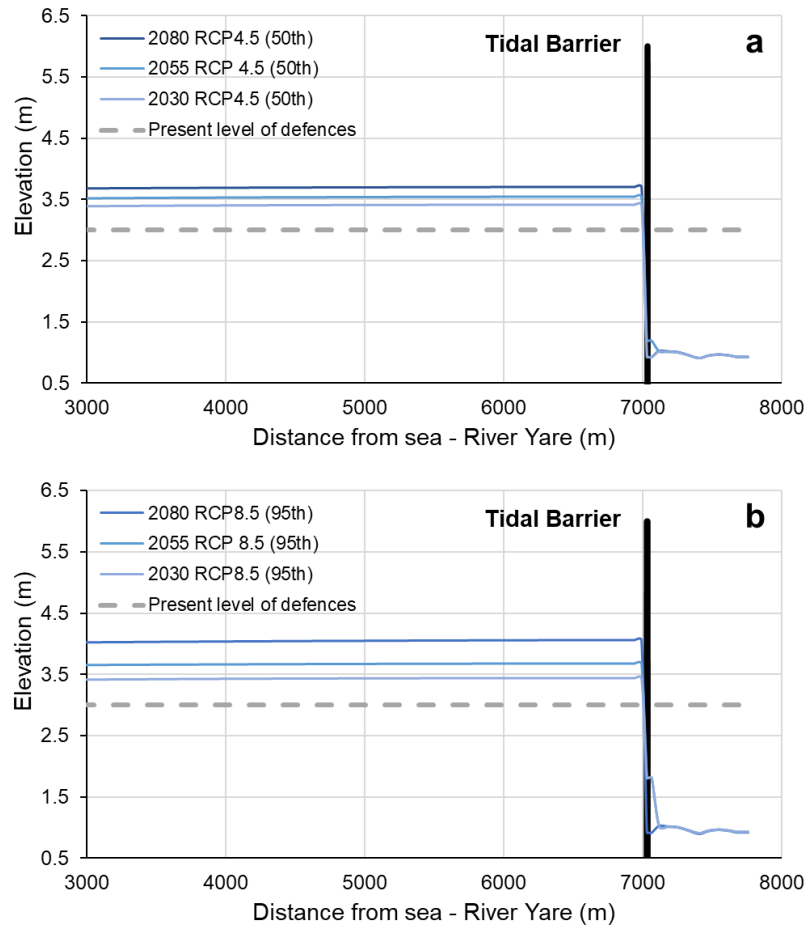 6.5
Tidal Barrier
a
2080 RCP4.5 (50th)
2055 RCP 4.5 (50th)
2030 RCP4.5 (50th)
Present level of defences
5.5
4.5
3.5
2.5
1.5
0.5
Elevation (m)
3000 4000 5000 6000 7000 8000
Distance from sea - River Yare (m)
6.5
Tidal Barrier
b
2080 RCP8.5 (95th)
2055 RCP 8.5 (95th)
2030 RCP8.5 (95th)
Present level of defences
5.5
4.5
3.5
2.5
1.5
0.5
Elevation (m)
3000 4000 5000 6000 7000 8000
Distance from sea - River Yare (m)